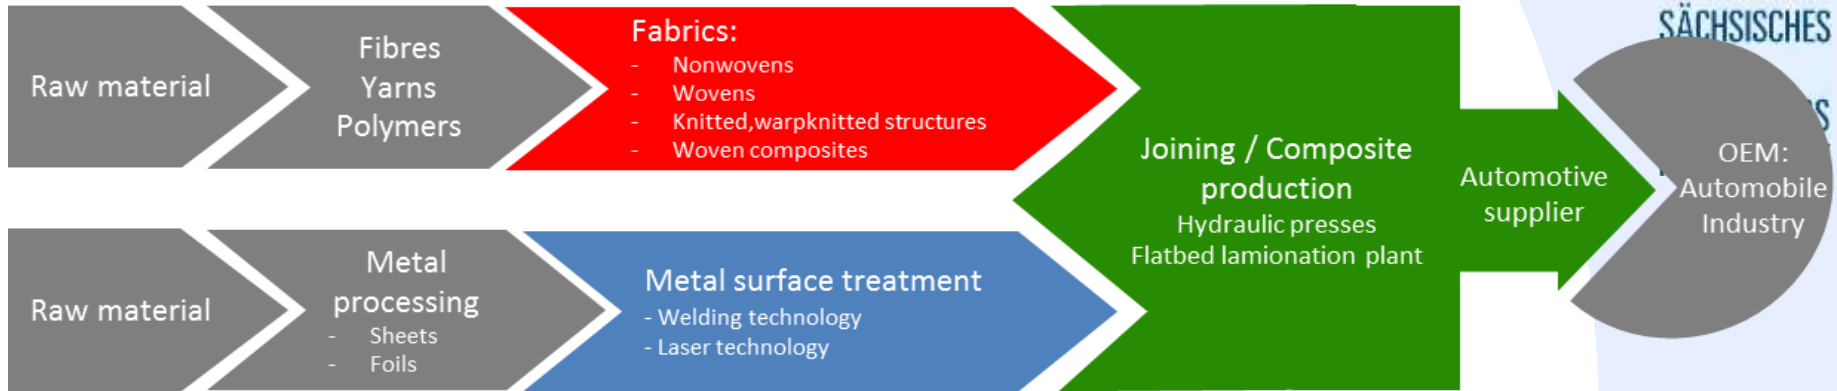 SÄCHSISCHES
Raw material
Fibres
Yarns
Polymers
Fabrics:
- Nonwovens
- Wovens
- Knitted,warpknitted structures
- Woven composites
Joining / Composite
production
Hydraulic presses
Flatbed lamionation plant
Automotive
supplier
OEM:
Automobile
Industry
Raw material
Metal
processing
- Sheets
- Foils
Metal surface treatment
- Welding technology
- Laser technology